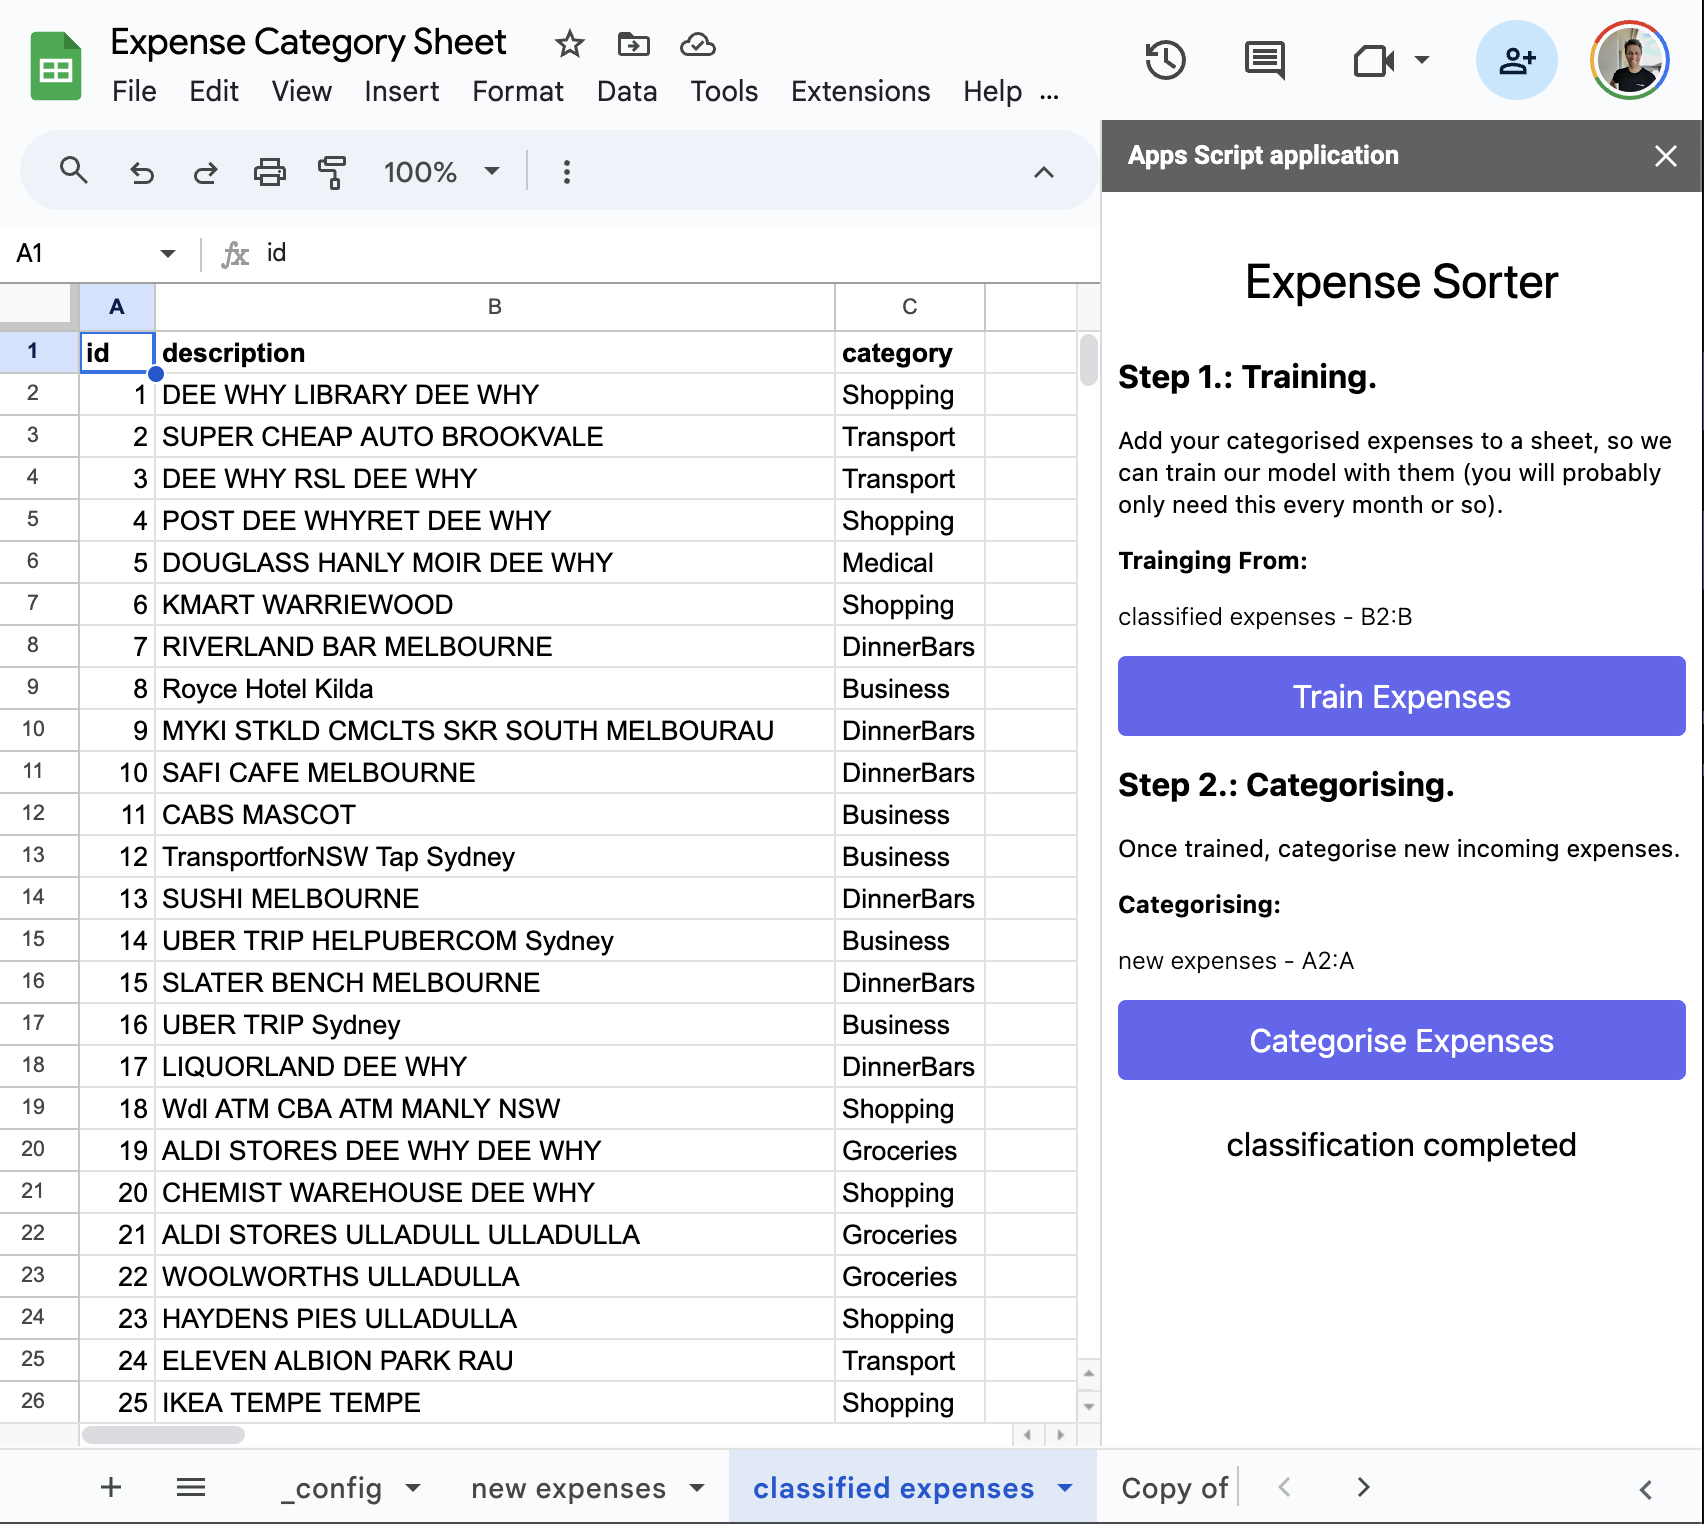 Expense Category Sheet
File Edit View Insert Format Data Tools Extensions Help ...
100%
A1 fx id
A B C
1 id description category
2 1 DEE WHY LIBRARY DEE WHY Shopping
3 2 SUPER CHEAP AUTO BROOKVALE Transport
4 3 DEE WHY RSL DEE WHY Transport
5 4 POST DEE WHYRET DEE WHY Shopping
6 5 DOUGLASS HANLY MOIR DEE WHY Medical
7 6 KMART WARRIEWOOD Shopping
8 7 RIVERLAND BAR MELBOURNE DinnerBars
9 8 Royce Hotel Kilda Business
10 9 MYKI STKLD CMCLTS SKR SOUTH MELBOURAU DinnerBars
11 10 SAFI CAFE MELBOURNE DinnerBars
12 11 CABS MASCOT Business
13 12 TransportforNSW Tap Sydney Business
14 13 SUSHI MELBOURNE DinnerBars
15 14 UBER TRIP HELPUBERCOM Sydney Business
16 15 SLATER BENCH MELBOURNE DinnerBars
17 16 UBER TRIP Sydney Business
18 17 LIQUORLAND DEE WHY DinnerBars
19 18 Wdl ATM CBA ATM MANLY NSW Shopping
20 19 ALDI STORES DEE WHY DEE WHY Groceries
21 20 CHEMIST WAREHOUSE DEE WHY Shopping
22 21 ALDI STORES ULLADULL ULLADULLA Groceries
23 22 WOOLWORTHS ULLADULLA Groceries
24 23 HAYDENS PIES ULLADULLA Shopping
25 24 ELEVEN ALBION PARK RAU Transport
26 25 IKEA TEMPE TEMPE Shopping
_config new expenses classified expenses Copy of
Apps Script application
Expense Sorter
Step 1.: Training.
Add your categorised expenses to a sheet, so we
can train our model with them (you will probably
only need this every month or so).
Trainging From:
classified expenses - B2:B
Train Expenses
Step 2.: Categorising.
Once trained, categorise new incoming expenses.
Categorising:
new expenses - A2:A
Categorise Expenses
classification completed